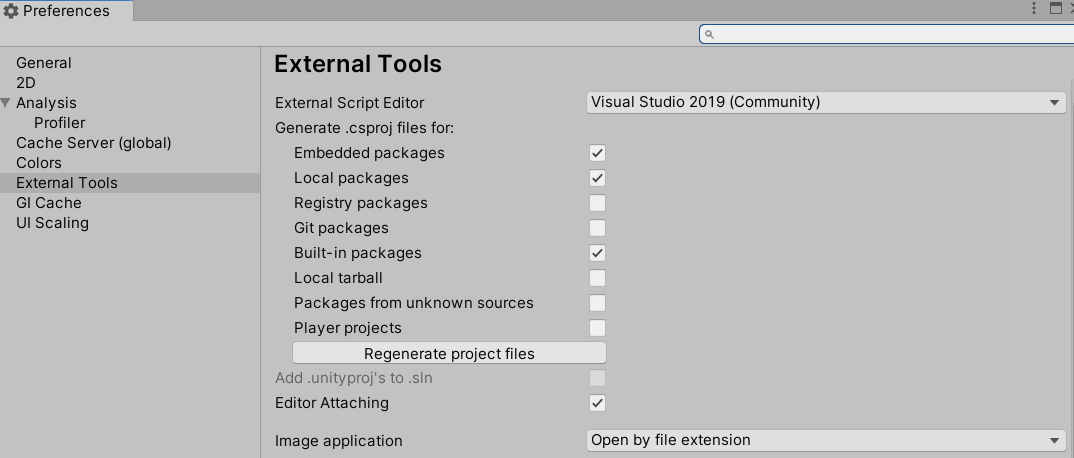 Preferences
General
2D
Analysis
Profiler
Cache Server (global)
Colors
External Tools
GI Cache
UI Scaling
External Tools
External Script Editor Visual Studio 2019 (Community)
Generate .csproj files for:
Embedded packages
Local packages
Registry packages
Git packages
Built-in packages
Local tarball
Packages from unknown sources
Player projects
Regenerate project files
Add .unityproj's to .sln
Editor Attaching
Image application Open by file extension